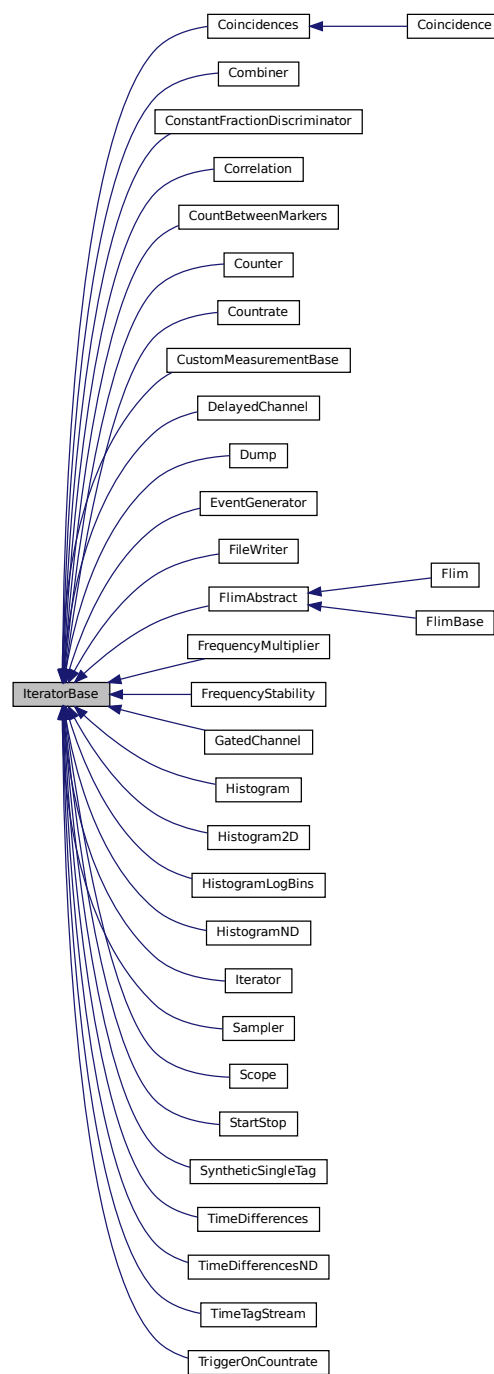 Coincidences
Coincidence
Combiner
ConstantFractionDiscriminator
Correlation
CountBetweenMarkers
Counter
Countrate
CustomMeasurementBase
DelayedChannel
Dump
EventGenerator
FileWriter
Flim
FlimAbstract
FlimBase
FrequencyMultiplier
IteratorBase
FrequencyStability
GatedChannel
Histogram
Histogram2D
HistogramLogBins
HistogramND
Iterator
Sampler
Scope
StartStop
SyntheticSingleTag
TimeDifferences
TimeDifferencesND
TimeTagStream
TriggerOnCountrate